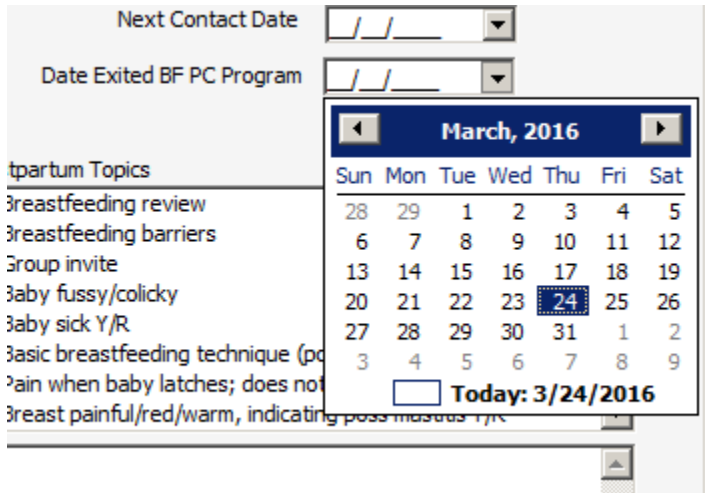 Next Contact Date __/__/____
Date Exited BF PC Program __/__/____
March, 2016
Sun Mon Tue Wed Thu Fri Sat
28 29 1 2 3 4 5
6 7 8 9 10 11 12
13 14 15 16 17 18 19
20 21 22 23 24 25 26
27 28 29 30 31 1 2
3 4 5 6 7 8 9
Today: 3/24/2016
tpartum Topics
Breastfeeding review
Breastfeeding barriers
Group invite
Baby fussy/colicky
Baby sick Y/R
Basic breastfeeding technique (po
Pain when baby latches; does not
Breast painful/red/warm, indicating poss mastitis Y/R